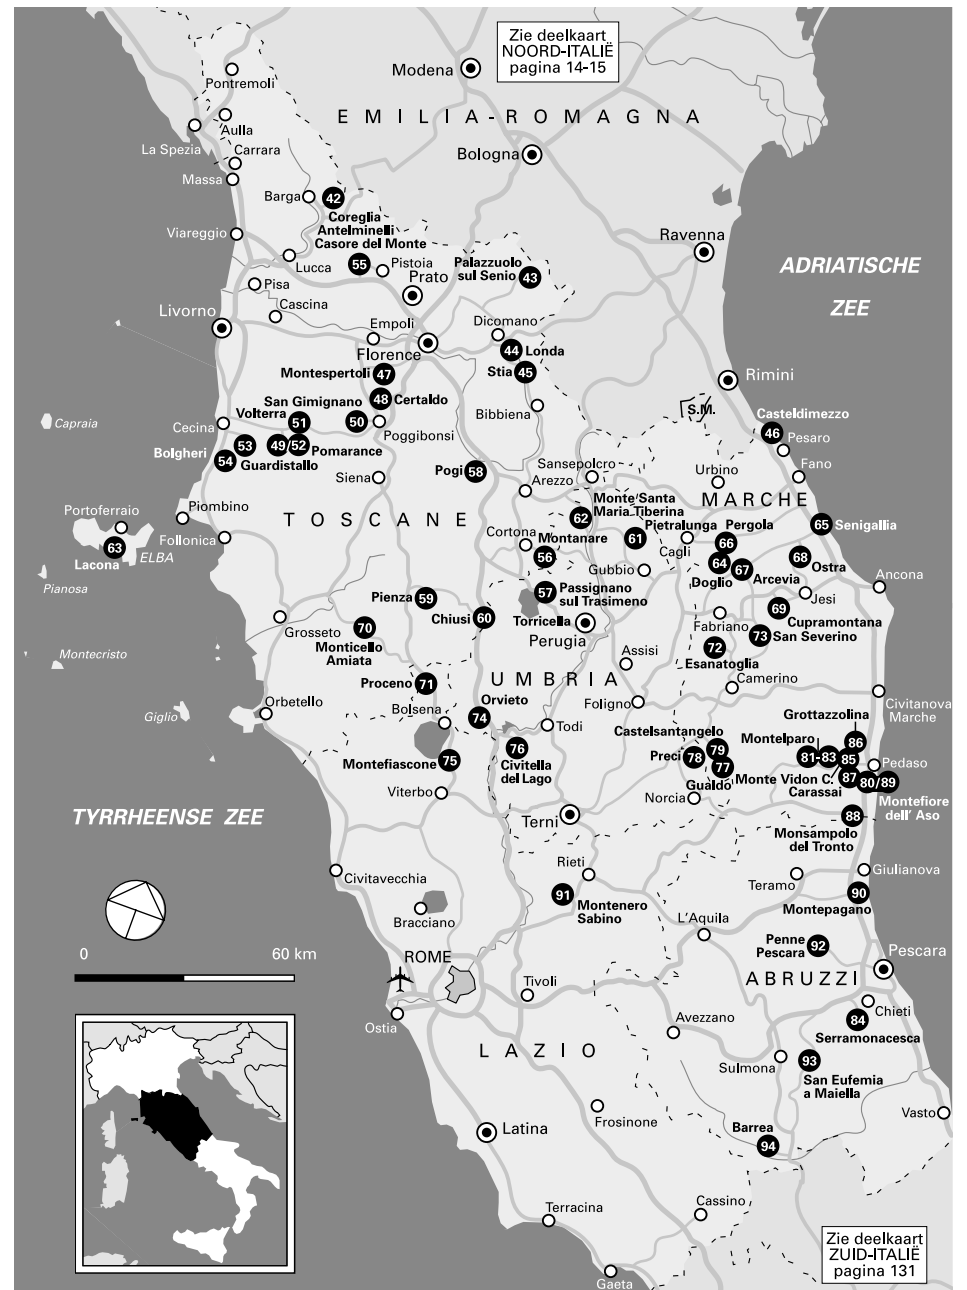 Zie deelkaart
NOORD-ITALIË
pagina 14-15
Modena
Pontremoli
EMILIA-ROMAGNA
Aulla
La Spezia
Carrara
Bologna
Massa
Barga
42
Coreglia
Antelminelli
Viareggio
Casore del Monte
Ravenna
Lucca
55
Pistoia
Palazzuolo
sul Senio
43
Prato
ADRIATISCHE
ZEE
Pisa
Cascina
Livorno
Empoli
Dicomano
Florence
44
Londa
Montespertoli
47
Stia
45
Rimini
San Gimignano
48
Certaldo
S.M.
Volterra
51
50
Bibbiena
Casteldimezzo
46
Capraia
Cecina
Poggibonsi
Pesaro
Bolgheri
53
49
52
Pomarance
54
Guardistallo
Siena
Pogi
58
Sansepolcro
Urbino
Fano
Arezzo
MARCHE
Monte Santa
Maria Tiberina
Portoferraio
Piombino
TOSCANE
62
Pietralunga
Pergola
65
Senigallia
Follonica
Cortona
Montanare
61
66
63
Lacona
ELBA
56
Cagli
64
68
Ostra
Pianosa
Gubbio
Doglio
67
Arcevia
Ancona
Pienza
59
57
Passignano
sul Trasimeno
Jesi
Chiusi
60
Torricella
69
Cupramontana
Grosseto
70
Perugia
Fabriano
73
San Severino
Monticello
Amiata
72
Esanatoglia
Montecristo
Assisi
Proceno
71
UMBRIA
Camerino
Giglio
Orbetello
Bolsena
Orvieto
74
Todi
Foligno
Civitanova
Marche
Grottazzolina
Castelsantangelo
Montelparo
86
76
Civitella
del Lago
79
81-83
85
Montefiascone
75
Preci
78
77
Pedaso
Gualdo
Monte Vidon C.
87
80/89
Carassai
Viterbo
Norcia
Montefiore
dell' Aso
TYRRHEENSE ZEE
Terni
88
Monsampolo
del Tronto
Rieti
Civitavecchia
Teramo
Giulianova
91
Montenero
Sabino
90
Montepagano
Bracciano
L'Aquila
0
60 km
ROME
Penne
Pescara
92
Pescara
Tivoli
ABRUZZI
Chieti
Ostia
Avezzano
84
Serramonacesca
LAZIO
Sulmona
93
San Eufemia
a Maiella
Vasto
Frosinone
Latina
Barrea
94
Terracina
Cassino
Zie deelkaart
ZUID-ITALIË
pagina 131
Gaeta